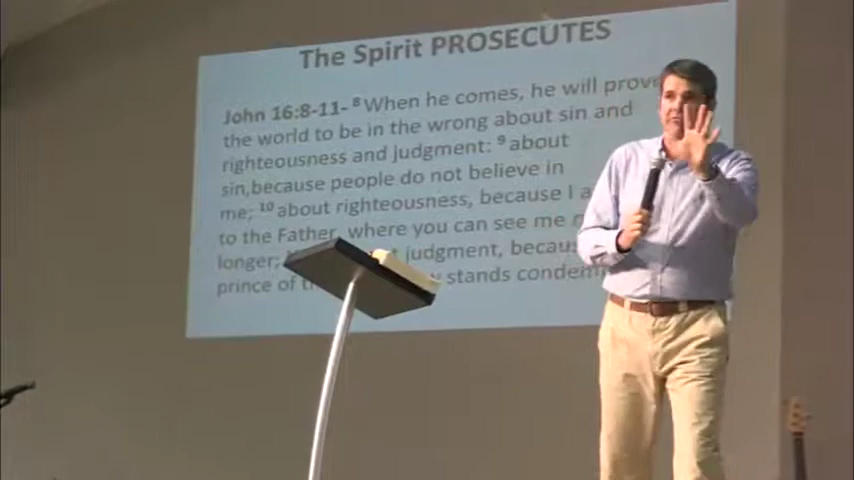 The Spirit PROSECUTES
John 16:8-11- 8 When he comes, he will prove
the world to be in the wrong about sin and
righteousness and judgment: 9 about
sin, because people do not believe in
me; 10 about righteousness, because I
to the Father, where you can see me
longer; judgment,
prince of stands